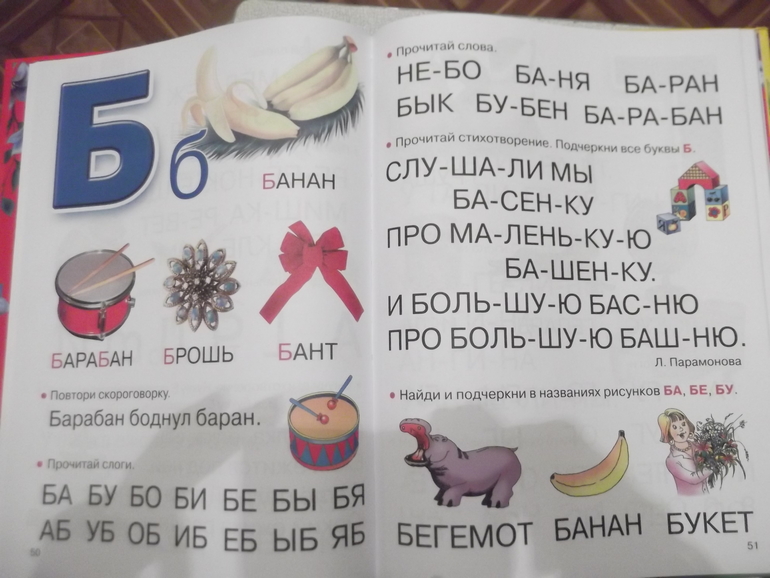 Б б
БАНАН
БАРАБАН БРОШЬ БАНТ
• Повтори скороговорку.
Барабан боднул баран.
• Прочитай слоги.
БА БУ БО БИ БЕ БЫ БЯ
АБ УБ ОБ ИБ ЕБ ЫБ ЯБ
50
• Прочитай слова.
НЕ-БО БА-НЯ БА-РАН
БЫК БУ-БЕН БА-РА-БАН
• Прочитай стихотворение. Подчеркни все буквы Б.
СЛУ-ША-ЛИ МЫ
БА-СЕН-КУ
ПРО МА-ЛЕНЬ-КУ-Ю
БА-ШЕН-КУ.
И БОЛЬ-ШУ-Ю БАС-НЮ
ПРО БОЛЬ-ШУ-Ю БАШ-НЮ.
Л. Парамонова
• Найди и подчеркни в названиях рисунков БА, БЕ, БУ.
БЕГЕМОТ БАНАН БУКЕТ
51